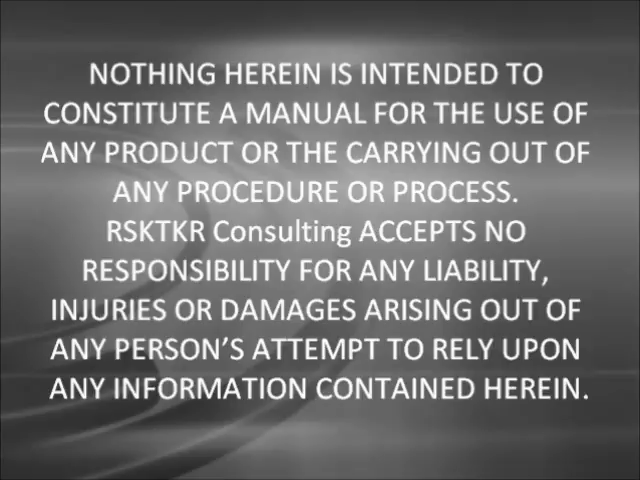 NOTHING HEREIN IS INTENDED TO
CONSTITUTE A MANUAL FOR THE USE OF
ANY PRODUCT OR THE CARRYING OUT OF
ANY PROCEDURE OR PROCESS.
RSKTKR Consulting ACCEPTS NO
RESPONSIBILITY FOR ANY LIABILITY,
INJURIES OR DAMAGES ARISING OUT OF
ANY PERSON’S ATTEMPT TO RELY UPON
ANY INFORMATION CONTAINED HEREIN.